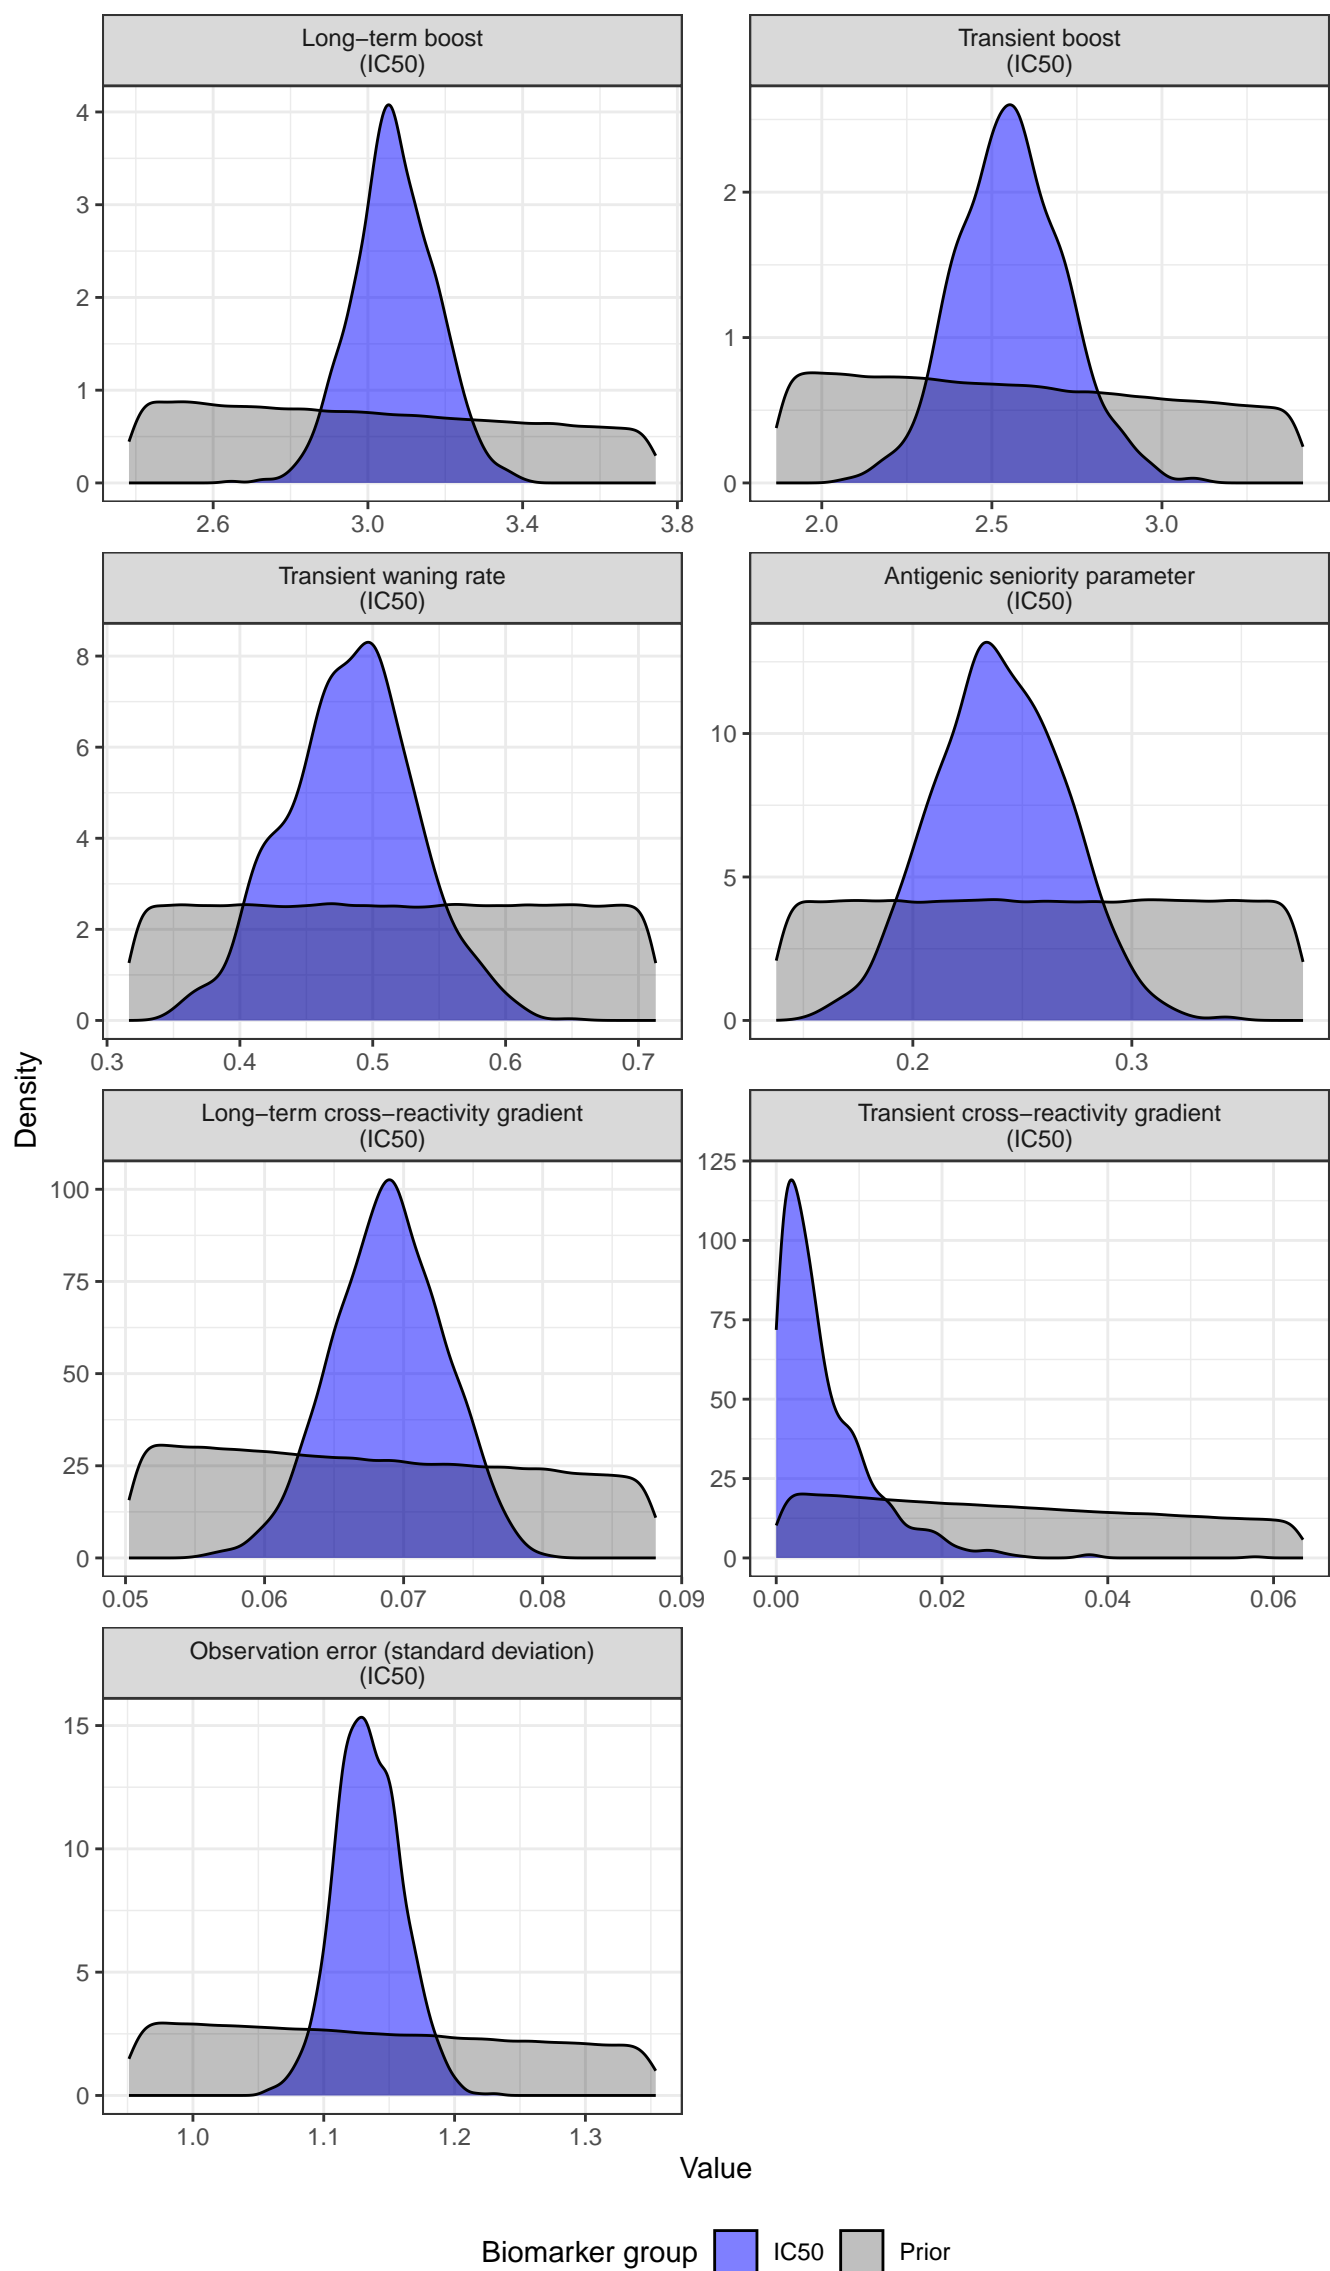 Long−term boost
(IC50)
Transient boost
(IC50)
4
3
2
1
0
2
1
0
2.6 3.0 3.4 3.8
2.0 2.5 3.0
Transient waning rate
(IC50)
Antigenic seniority parameter
(IC50)
8
6
4
2
0
10
5
0
0.3 0.4 0.5 0.6 0.7
0.2 0.3
Density
Long−term cross−reactivity gradient
(IC50)
Transient cross−reactivity gradient
(IC50)
100
75
50
25
0
125
100
75
50
25
0
0.05 0.06 0.07 0.08 0.09
0.00 0.02 0.04 0.06
Observation error (standard deviation)
(IC50)
15
10
5
0
1.0 1.1 1.2 1.3
Value
Biomarker group IC50 Prior